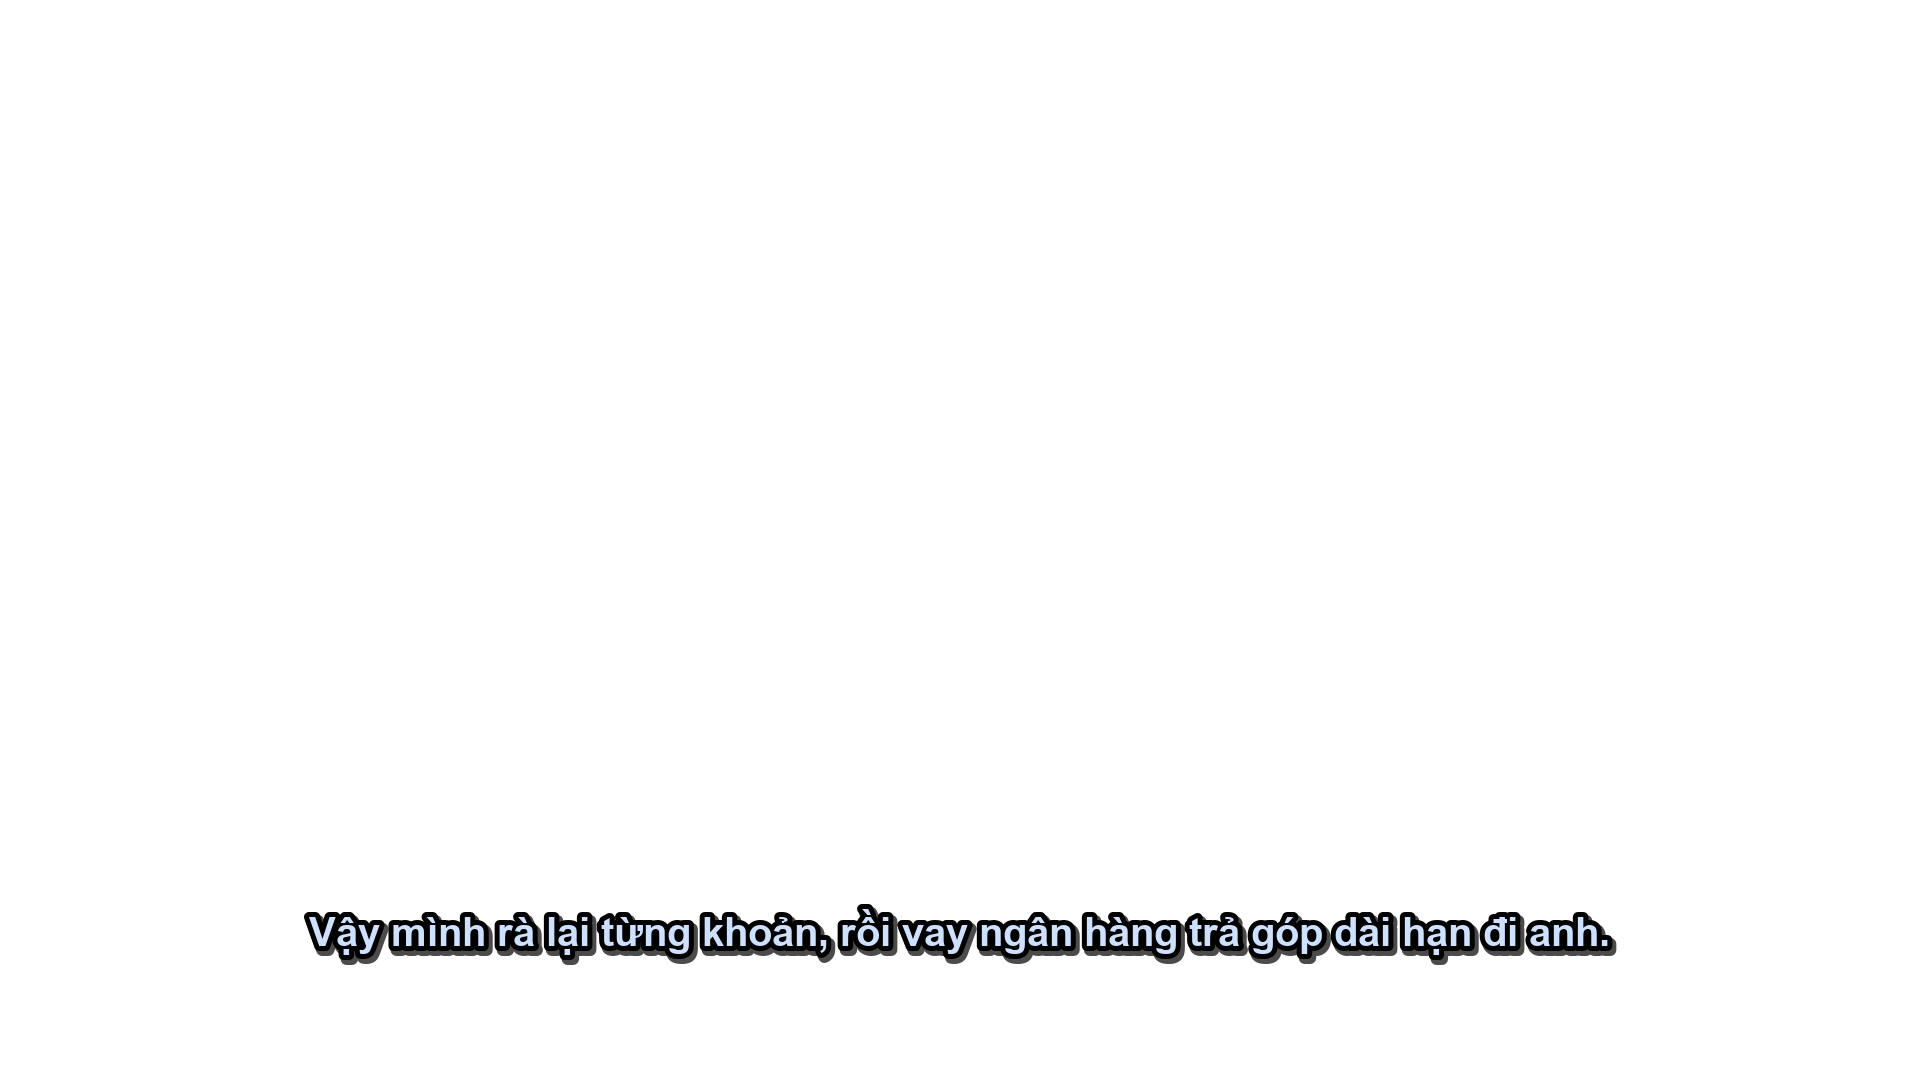 Vậy mình rà lại từng khoản, rồi vay ngân hàng trả góp dài hạn đi anh.